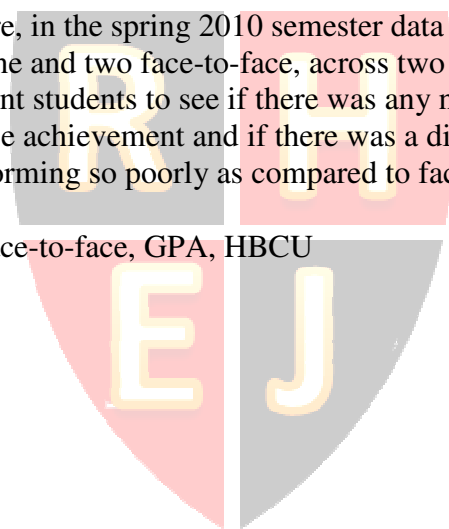 re, in the spring 2010 semester data
ne and two face-to-face, across two
nt students to see if there was any
e achievement and if there was a di
orming so poorly as compared to fac
ce-to-face, GPA, HBCU
R H
E J